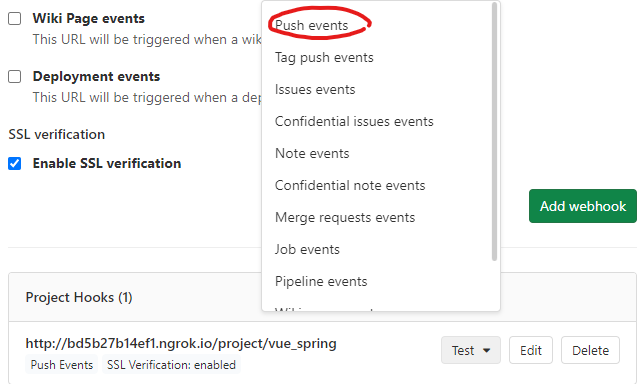 Wiki Page events
This URL will be triggered when a wik
Deployment events
This URL will be triggered when a dep
SSL verification
Enable SSL verification
Push events
Tag push events
Issues events
Confidential issues events
Note events
Confidential note events
Merge requests events
Job events
Pipeline events
Add webhook
Project Hooks (1)
http://bd5b27b14ef1.ngrok.io/project/vue_spring
Push Events SSL Verification: enabled
Test Edit Delete